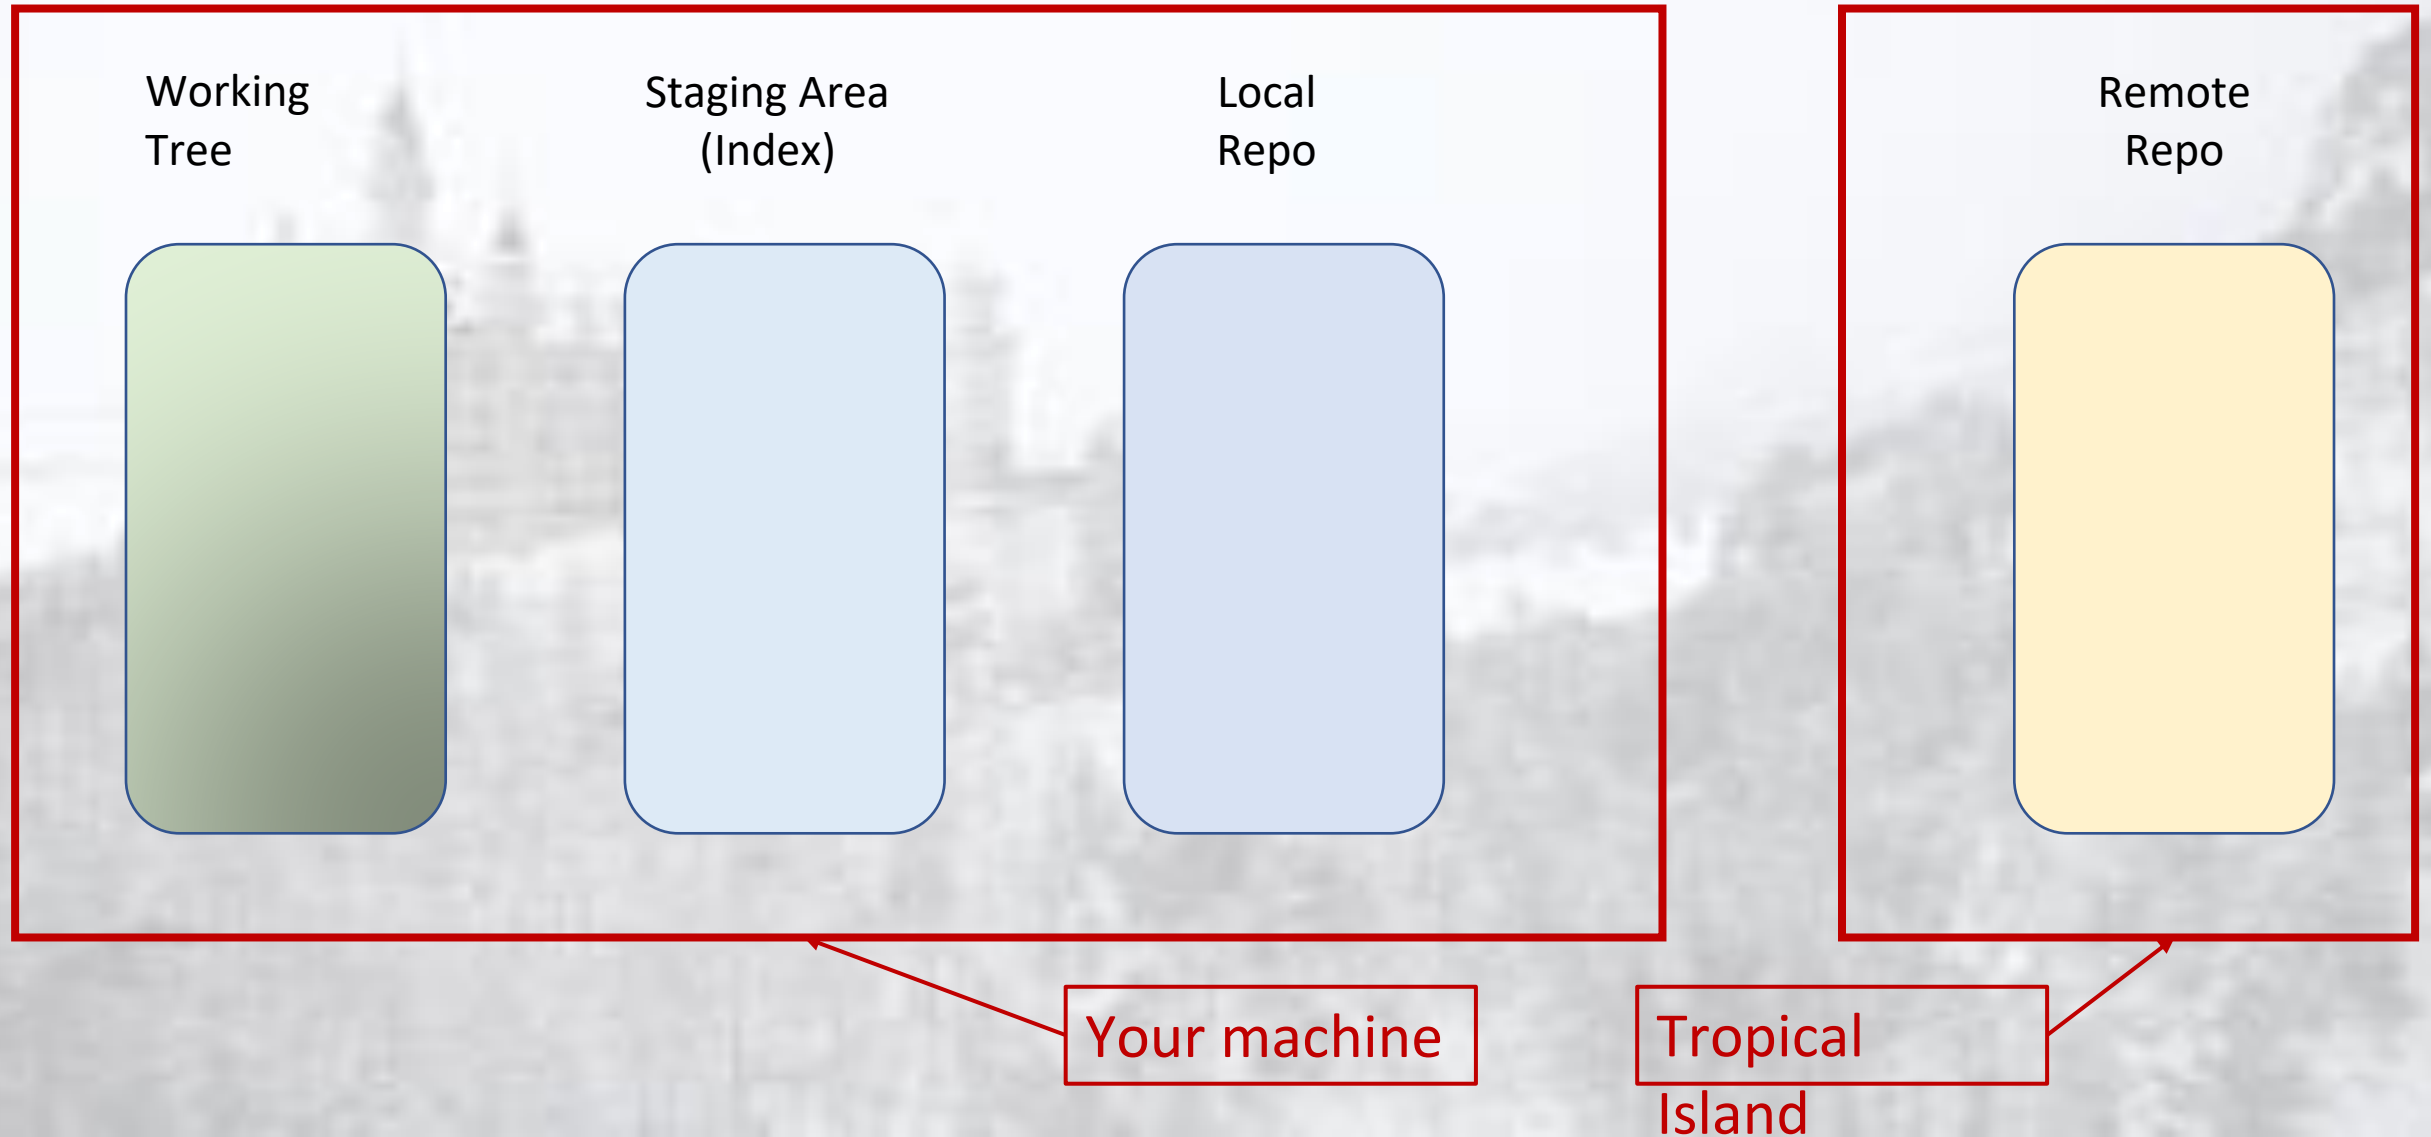 Working
Tree
Staging Area
(Index)
Local
Repo
Remote
Repo
Your machine
Tropical
Island